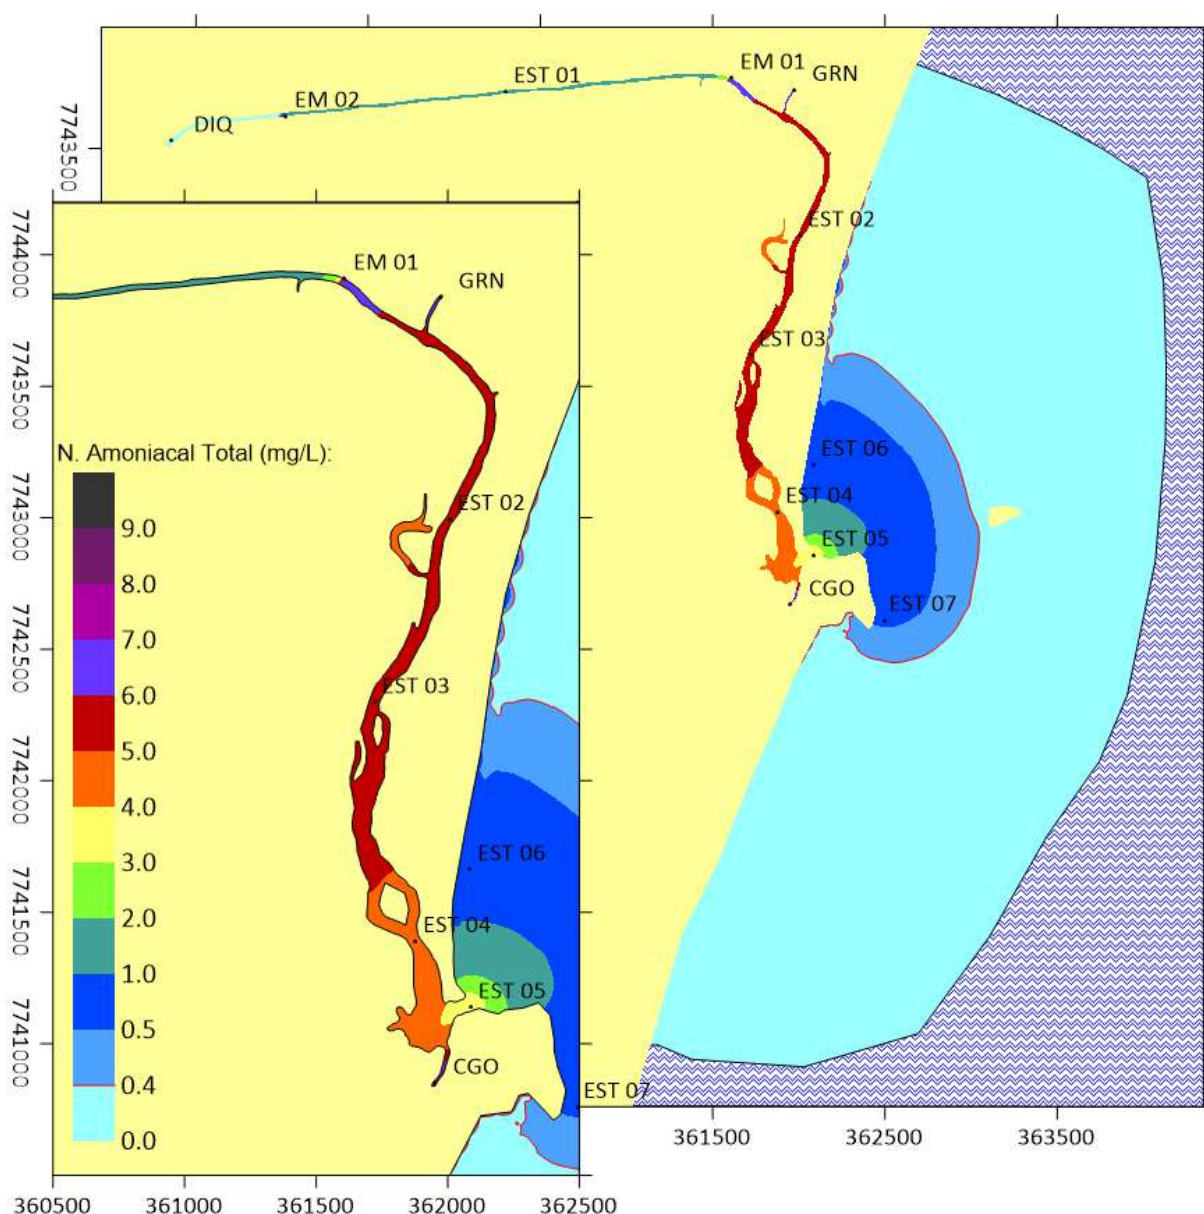 EM 01
GRN
EST 01
EM 02
DIQ
7743500
EST 02
EST 03
EST 06
EST 04
EST 05
CGO
EST 07
361500
362500
363500
7744000
7743500
7743000
7742500
7742000
7741500
7741000
EM 01
GRN
EST 02
EST 03
EST 06
EST 04
EST 05
CGO
EST 07
N. Amoniacal Total (mg/L):
9.0
8.0
7.0
6.0
5.0
4.0
3.0
2.0
1.0
0.5
0.4
0.0
360500
361000
361500
362000
362500